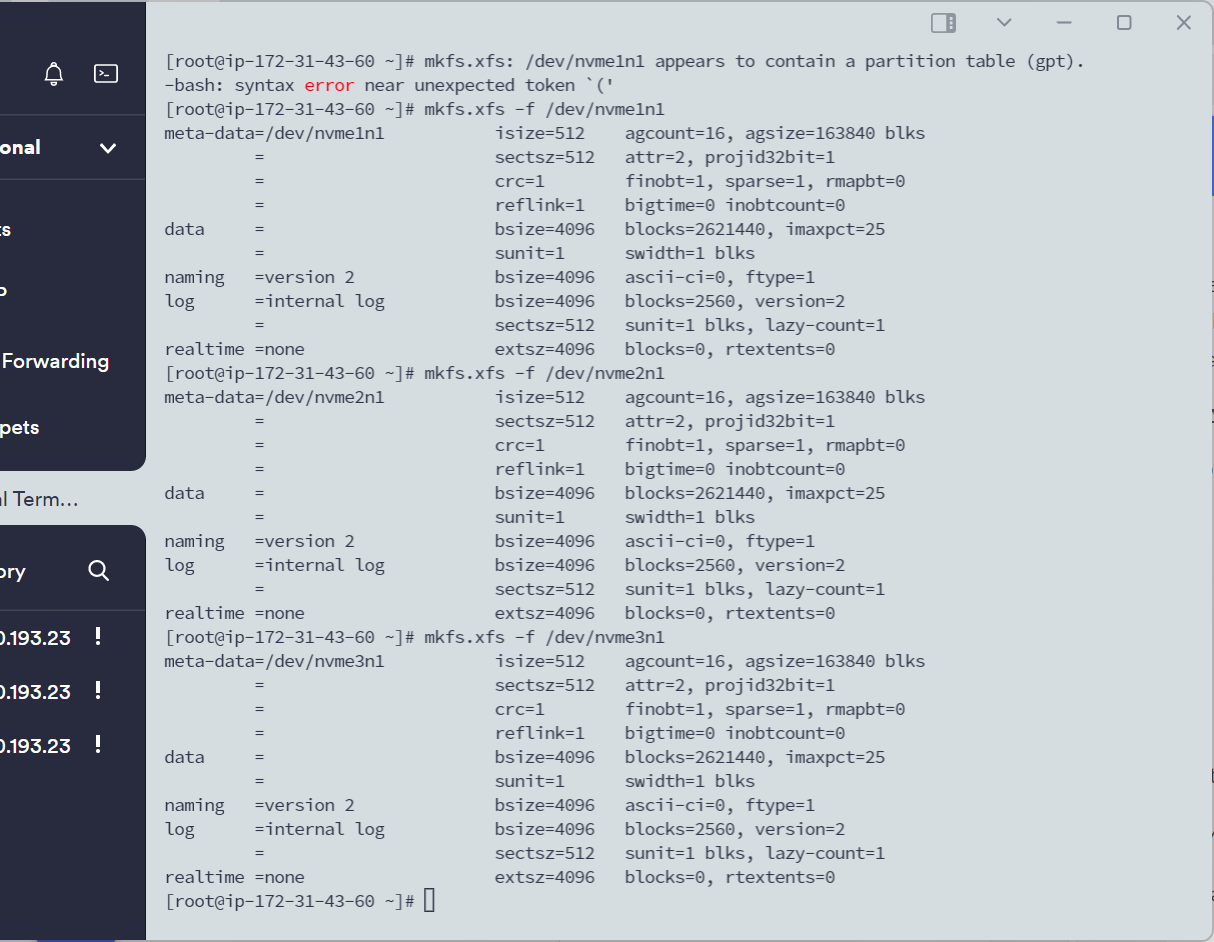 onal
ts
Forwarding
pets
l Term...
ory
0.193.23 !
0.193.23 !
0.193.23 !
[root@ip-172-31-43-60 ~]# mkfs.xfs: /dev/nvme1n1 appears to contain a partition table (gpt).
-bash: syntax error near unexpected token `('
[root@ip-172-31-43-60 ~]# mkfs.xfs -f /dev/nvme1n1
meta-data=/dev/nvme1n1           isize=512    agcount=16, agsize=163840 blks
         =                       sectsz=512   attr=2, projid32bit=1
         =                       crc=1        finobt=1, sparse=1, rmapbt=0
         =                       reflink=1    bigtime=0 inobtcount=0
data     =                       bsize=4096   blocks=2621440, imaxpct=25
         =                       sunit=1      swidth=1 blks
naming   =version 2              bsize=4096   ascii-ci=0, ftype=1
log      =internal log           bsize=4096   blocks=2560, version=2
         =                       sectsz=512   sunit=1 blks, lazy-count=1
realtime =none                   extsz=4096   blocks=0, rtextents=0
[root@ip-172-31-43-60 ~]# mkfs.xfs -f /dev/nvme2n1
meta-data=/dev/nvme2n1           isize=512    agcount=16, agsize=163840 blks
         =                       sectsz=512   attr=2, projid32bit=1
         =                       crc=1        finobt=1, sparse=1, rmapbt=0
         =                       reflink=1    bigtime=0 inobtcount=0
data     =                       bsize=4096   blocks=2621440, imaxpct=25
         =                       sunit=1      swidth=1 blks
naming   =version 2              bsize=4096   ascii-ci=0, ftype=1
log      =internal log           bsize=4096   blocks=2560, version=2
         =                       sectsz=512   sunit=1 blks, lazy-count=1
realtime =none                   extsz=4096   blocks=0, rtextents=0
[root@ip-172-31-43-60 ~]# mkfs.xfs -f /dev/nvme3n1
meta-data=/dev/nvme3n1           isize=512    agcount=16, agsize=163840 blks
         =                       sectsz=512   attr=2, projid32bit=1
         =                       crc=1        finobt=1, sparse=1, rmapbt=0
         =                       reflink=1    bigtime=0 inobtcount=0
data     =                       bsize=4096   blocks=2621440, imaxpct=25
         =                       sunit=1      swidth=1 blks
naming   =version 2              bsize=4096   ascii-ci=0, ftype=1
log      =internal log           bsize=4096   blocks=2560, version=2
         =                       sectsz=512   sunit=1 blks, lazy-count=1
realtime =none                   extsz=4096   blocks=0, rtextents=0
[root@ip-172-31-43-60 ~]#